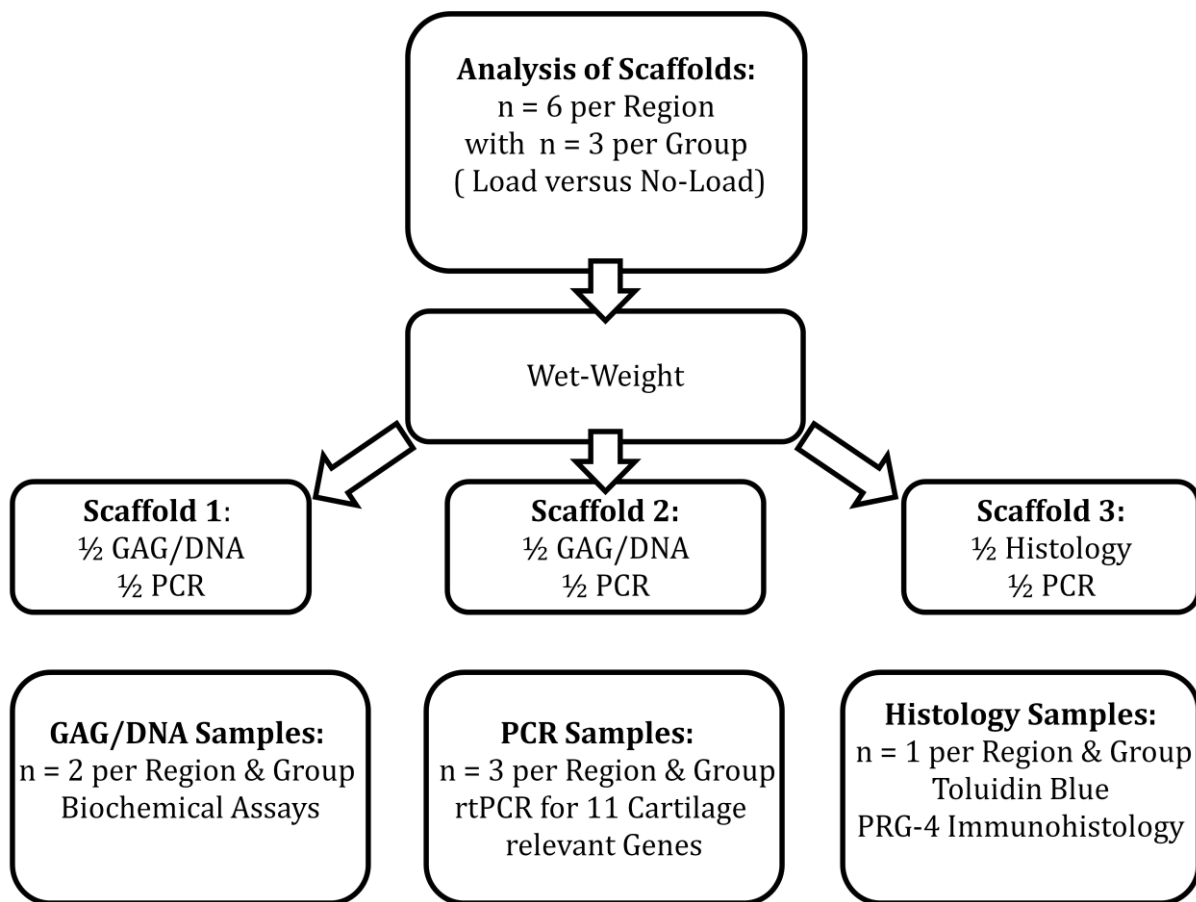 Analysis of Scaffolds:
n = 6 per Region
with n = 3 per Group
( Load versus No-Load)
Wet-Weight
Scaffold 1:
½ GAG/DNA
½ PCR
Scaffold 2:
½ GAG/DNA
½ PCR
Scaffold 3:
½ Histology
½ PCR
GAG/DNA Samples:
n = 2 per Region & Group
Biochemical Assays
PCR Samples:
n = 3 per Region & Group
rtPCR for 11 Cartilage
relevant Genes
Histology Samples:
n = 1 per Region & Group
Toluidin Blue
PRG-4 Immunohistology